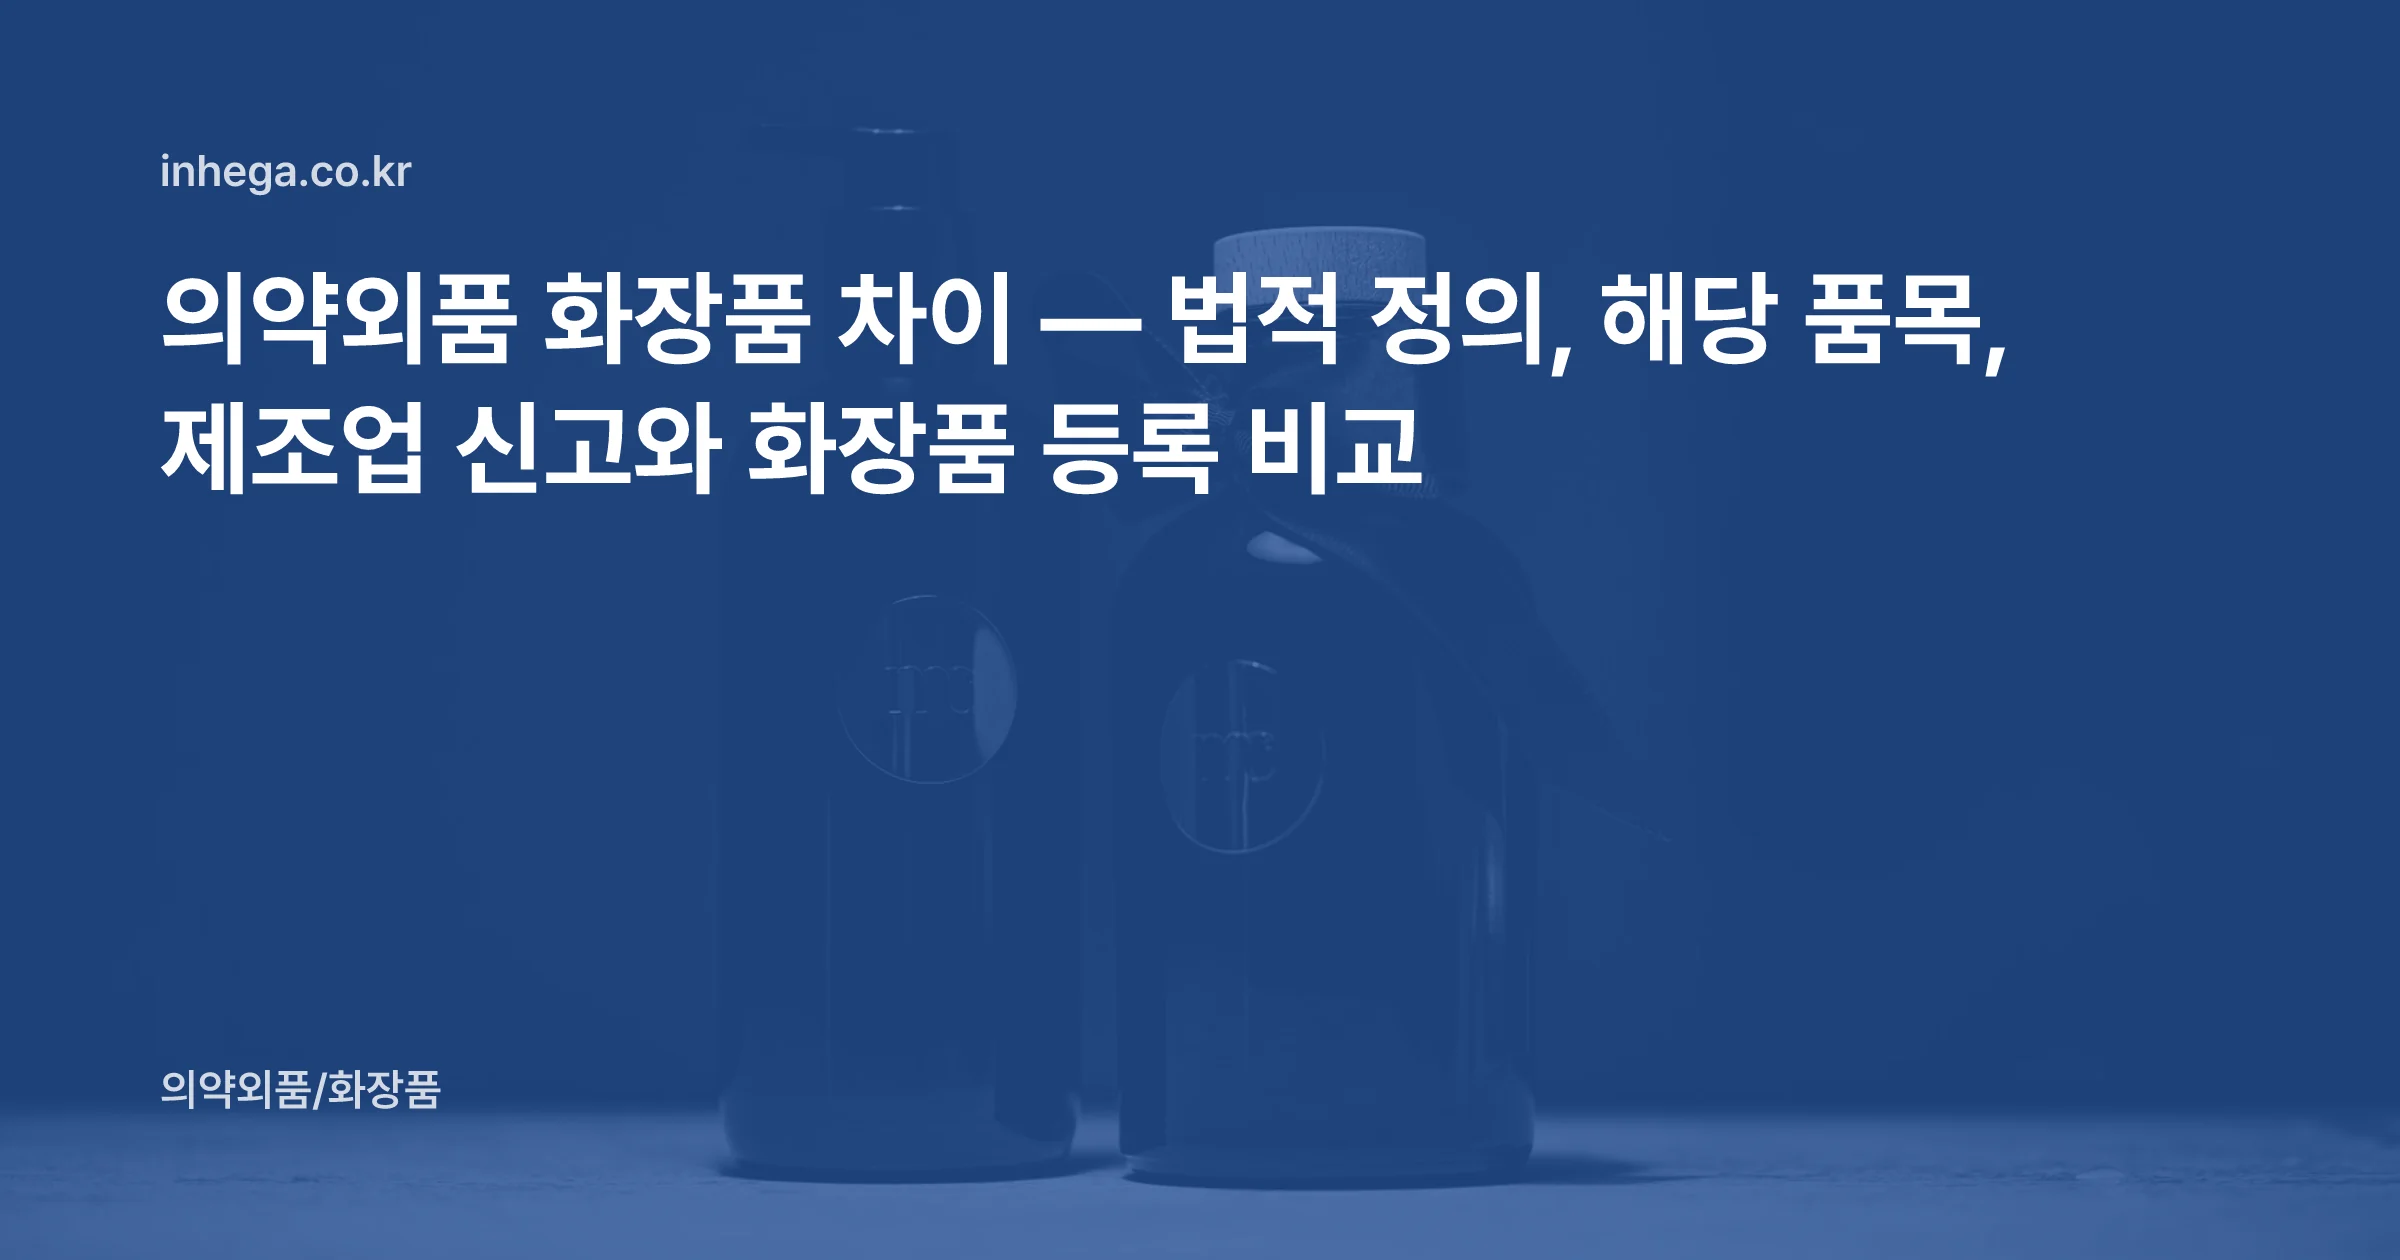 inhega.co.kr
의약외품 화장품 차이 — 법적 정의, 해당 품목,
제조업 신고와 화장품 등록 비교
의약외품/화장품